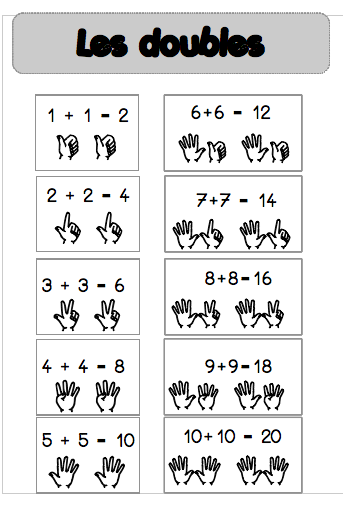 Les doubles
1 + 1 = 2
2 + 2 = 4
3 + 3 = 6
4 + 4 = 8
5 + 5 = 10
6+6 = 12
7+7 = 14
8+8=16
9+9=18
10+10 = 20